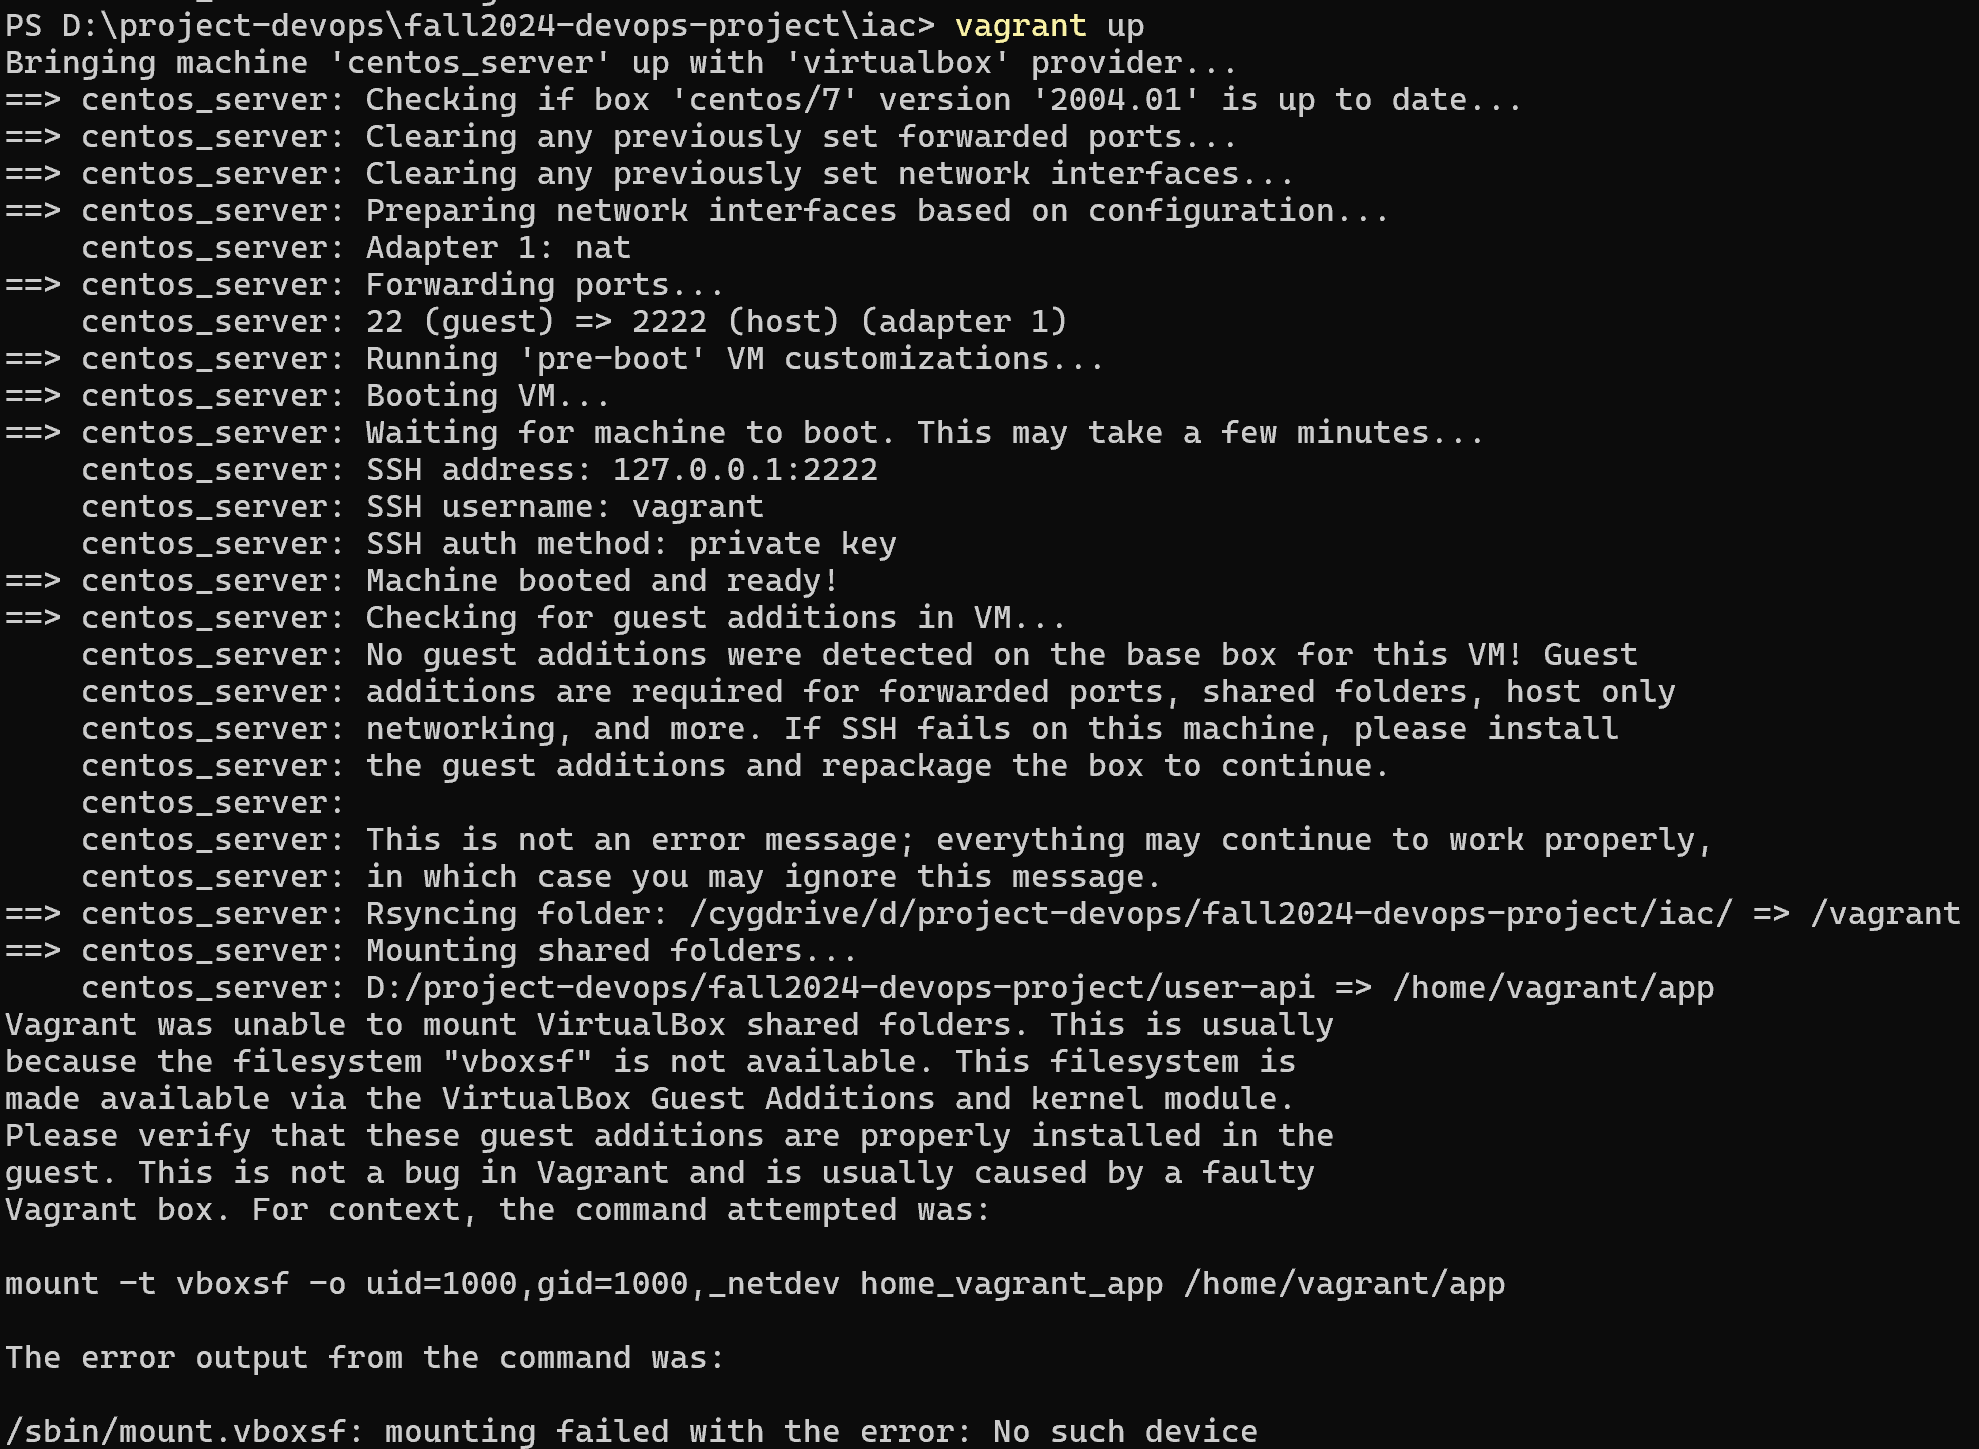 PS D:\project-devops\fall2024-devops-project\iac> vagrant up
Bringing machine 'centos_server' up with 'virtualbox' provider...
==> centos_server: Checking if box 'centos/7' version '2004.01' is up to date...
==> centos_server: Clearing any previously set forwarded ports...
==> centos_server: Clearing any previously set network interfaces...
==> centos_server: Preparing network interfaces based on configuration...
    centos_server: Adapter 1: nat
==> centos_server: Forwarding ports...
    centos_server: 22 (guest) => 2222 (host) (adapter 1)
==> centos_server: Running 'pre-boot' VM customizations...
==> centos_server: Booting VM...
==> centos_server: Waiting for machine to boot. This may take a few minutes...
    centos_server: SSH address: 127.0.0.1:2222
    centos_server: SSH username: vagrant
    centos_server: SSH auth method: private key
==> centos_server: Machine booted and ready!
==> centos_server: Checking for guest additions in VM...
    centos_server: No guest additions were detected on the base box for this VM! Guest
    centos_server: additions are required for forwarded ports, shared folders, host only
    centos_server: networking, and more. If SSH fails on this machine, please install
    centos_server: the guest additions and repackage the box to continue.
    centos_server:
    centos_server: This is not an error message; everything may continue to work properly,
    centos_server: in which case you may ignore this message.
==> centos_server: Rsyncing folder: /cygdrive/d/project-devops/fall2024-devops-project/iac/ => /vagrant
==> centos_server: Mounting shared folders...
    centos_server: D:/project-devops/fall2024-devops-project/user-api => /home/vagrant/app
Vagrant was unable to mount VirtualBox shared folders. This is usually
because the filesystem "vboxsf" is not available. This filesystem is
made available via the VirtualBox Guest Additions and kernel module.
Please verify that these guest additions are properly installed in the
guest. This is not a bug in Vagrant and is usually caused by a faulty
Vagrant box. For context, the command attempted was:

mount -t vboxsf -o uid=1000,gid=1000,_netdev home_vagrant_app /home/vagrant/app

The error output from the command was:

/sbin/mount.vboxsf: mounting failed with the error: No such device